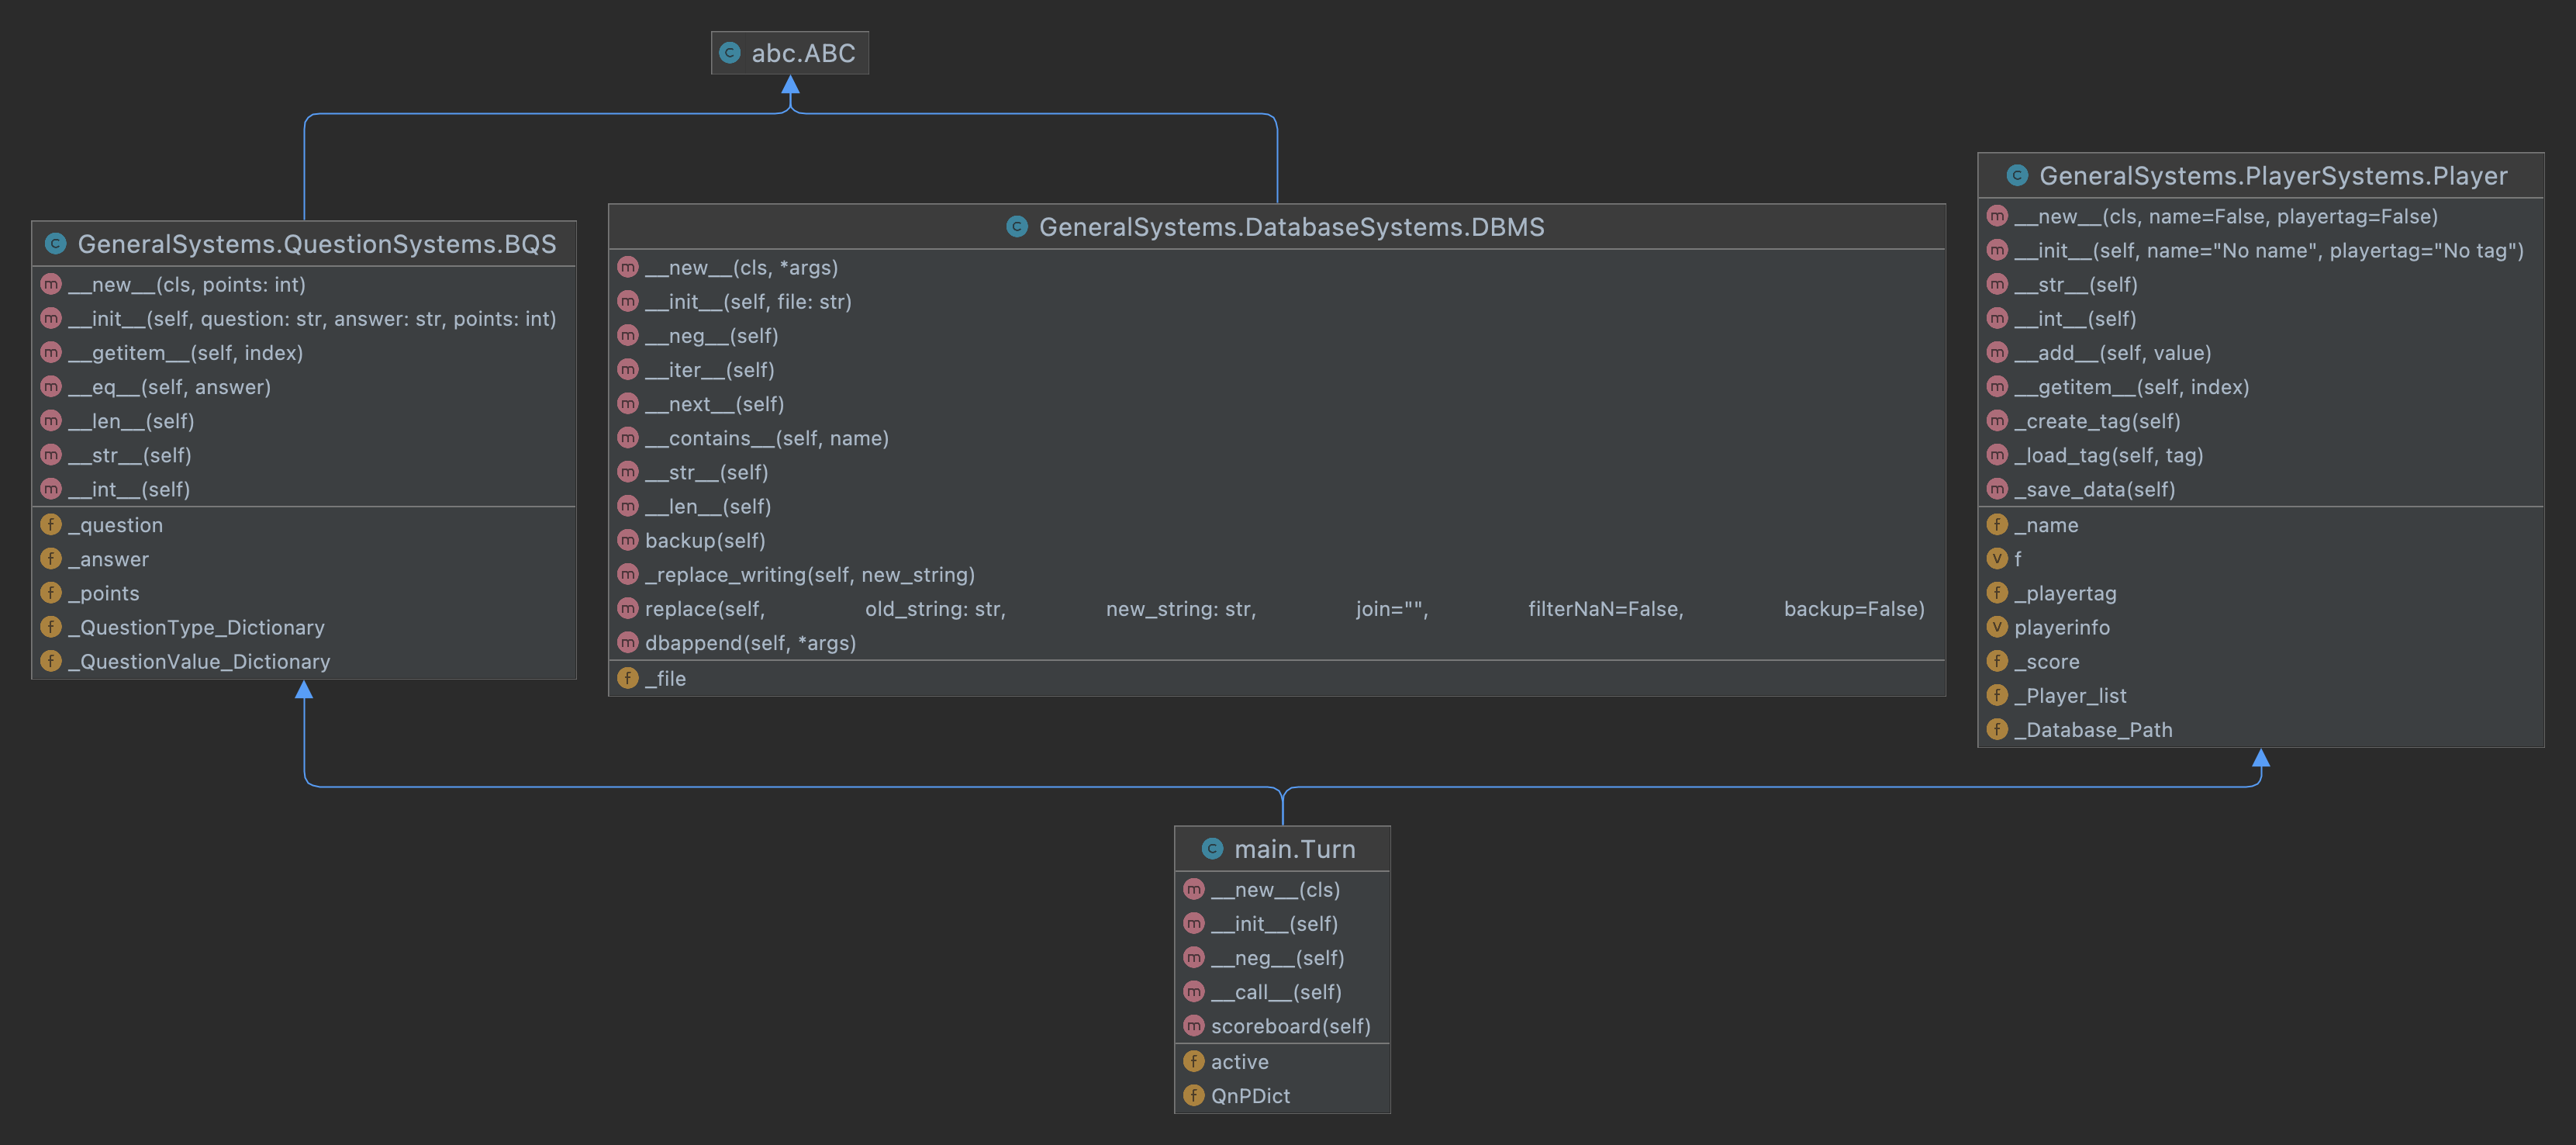 abc.ABC
GeneralSystems.QuestionSystems.BQS
__new__(cls, points: int)
__init__(self, question: str, answer: str, points: int)
__getitem__(self, index)
__eq__(self, answer)
__len__(self)
__str__(self)
__int__(self)
_question
_answer
_points
_QuestionType_Dictionary
_QuestionValue_Dictionary
GeneralSystems.DatabaseSystems.DBMS
__new__(cls, *args)
__init__(self, file: str)
__neg__(self)
__iter__(self)
__next__(self)
__contains__(self, name)
__str__(self)
__len__(self)
backup(self)
_replace_writing(self, new_string)
replace(self, old_string: str, new_string: str, join="", filterNaN=False, backup=False)
dbappend(self, *args)
_file
GeneralSystems.PlayerSystems.Player
__new__(cls, name=False, playertag=False)
__init__(self, name="No name", playertag="No tag")
__str__(self)
__int__(self)
__add__(self, value)
__getitem__(self, index)
_create_tag(self)
_load_tag(self, tag)
_save_data(self)
_name
f
_playertag
playerinfo
_score
_Player_list
_Database_Path
main.Turn
__new__(cls)
__init__(self)
__neg__(self)
__call__(self)
scoreboard(self)
active
QnPDict